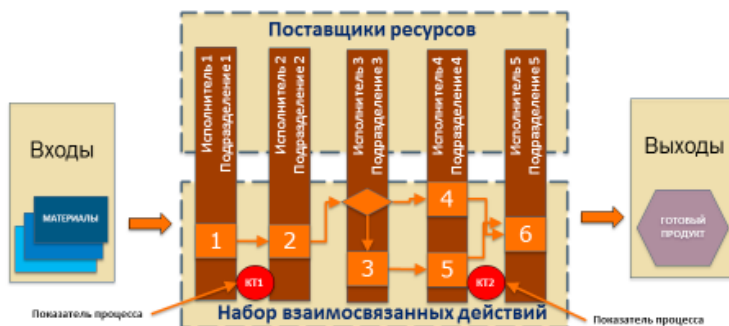 Поставщики ресурсов
Исполнитель 1
Подразделение 1
Исполнитель 2
Подразделение 2
Исполнитель 3
Подразделение 3
Исполнитель 4
Подразделение 4
Исполнитель 5
Подразделение 5
Входы
МАТЕРИАЛЫ
1
2
3
4
5
6
КТ1
КТ2
Выходы
ГОТОВЫЙ
ПРОДУКТ
Показатель процесса
Набор взаимосвязанных действий
Показатель процесса